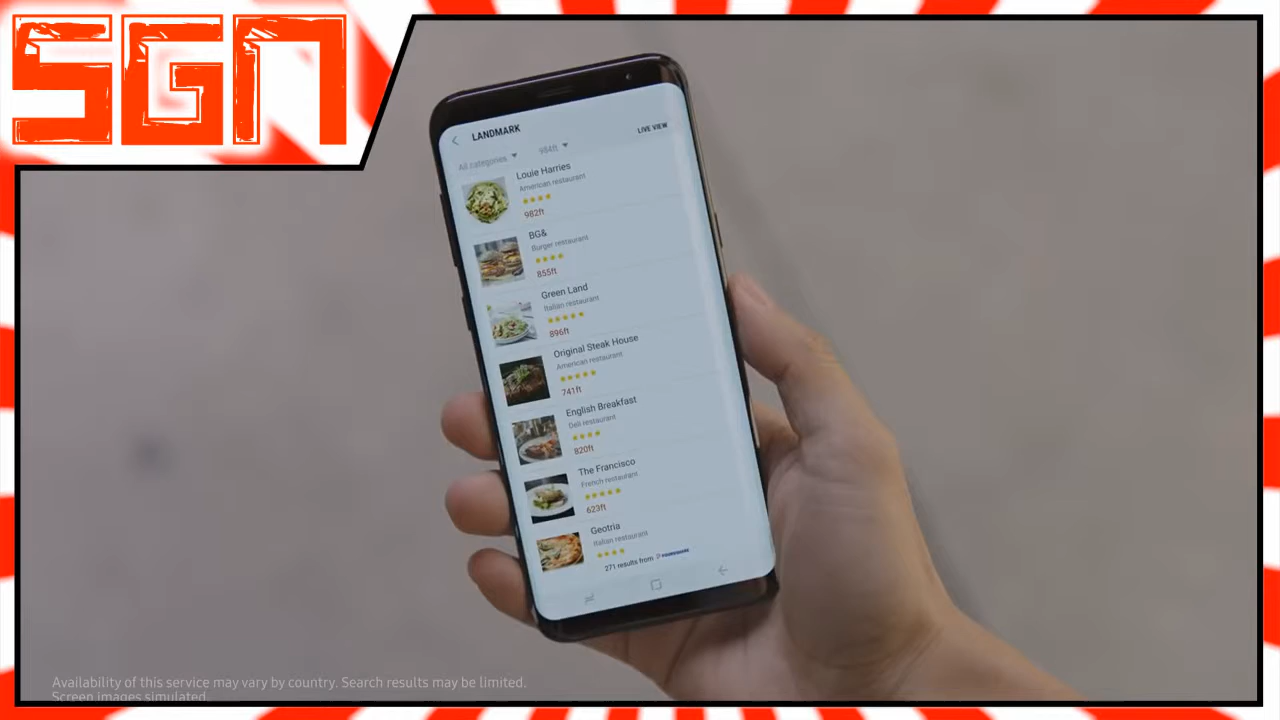 SGN
LANDMARK
LIVE VIEW
All categories
984ft
Louie Harries
American restaurant
982ft
BG&
Burger restaurant
855ft
Green Land
Italian restaurant
896ft
Original Steak House
American restaurant
741ft
English Breakfast
Deli restaurant
820ft
The Francisco
French restaurant
623ft
Geotria
Italian restaurant
271 results from FOURSQUARE
Availability of this service may vary by country. Search results may be limited.
Screen images simulated.